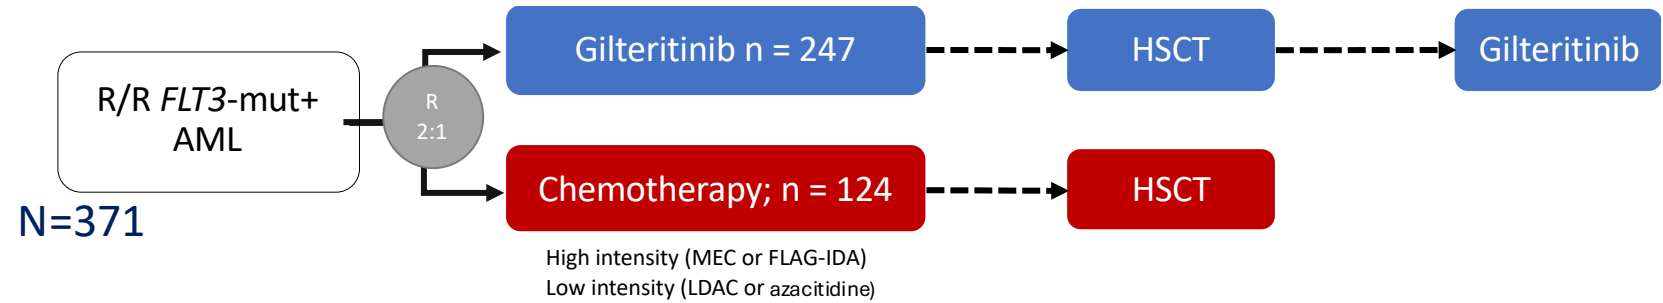 R/R FLT3-mut+
AML
N=371
R
2:1
Gilteritinib n = 247
HSCT
Gilteritinib
Chemotherapy; n = 124
HSCT
High intensity (MEC or FLAG-IDA)
Low intensity (LDAC or azacitidine)